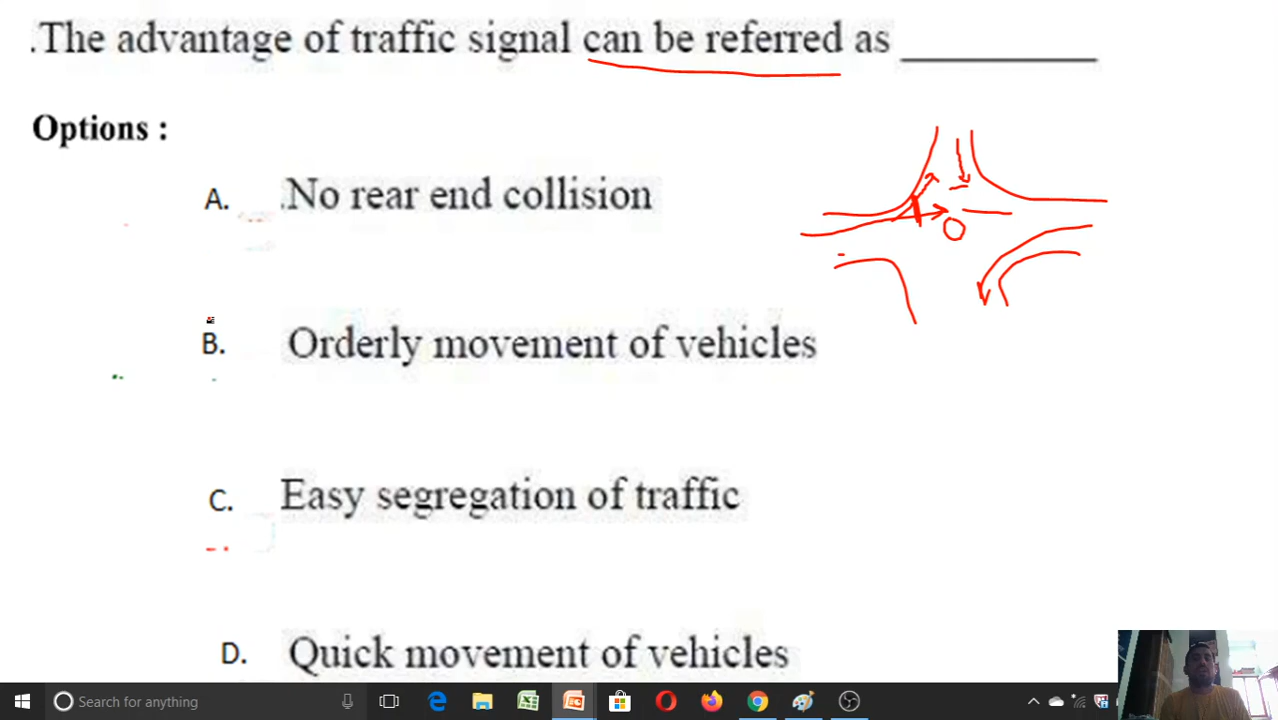 .The advantage of traffic signal can be referred as __________
Options :
A. .No rear end collision
B. Orderly movement of vehicles
C. Easy segregation of traffic
D. Quick movement of vehicles
Search for anything